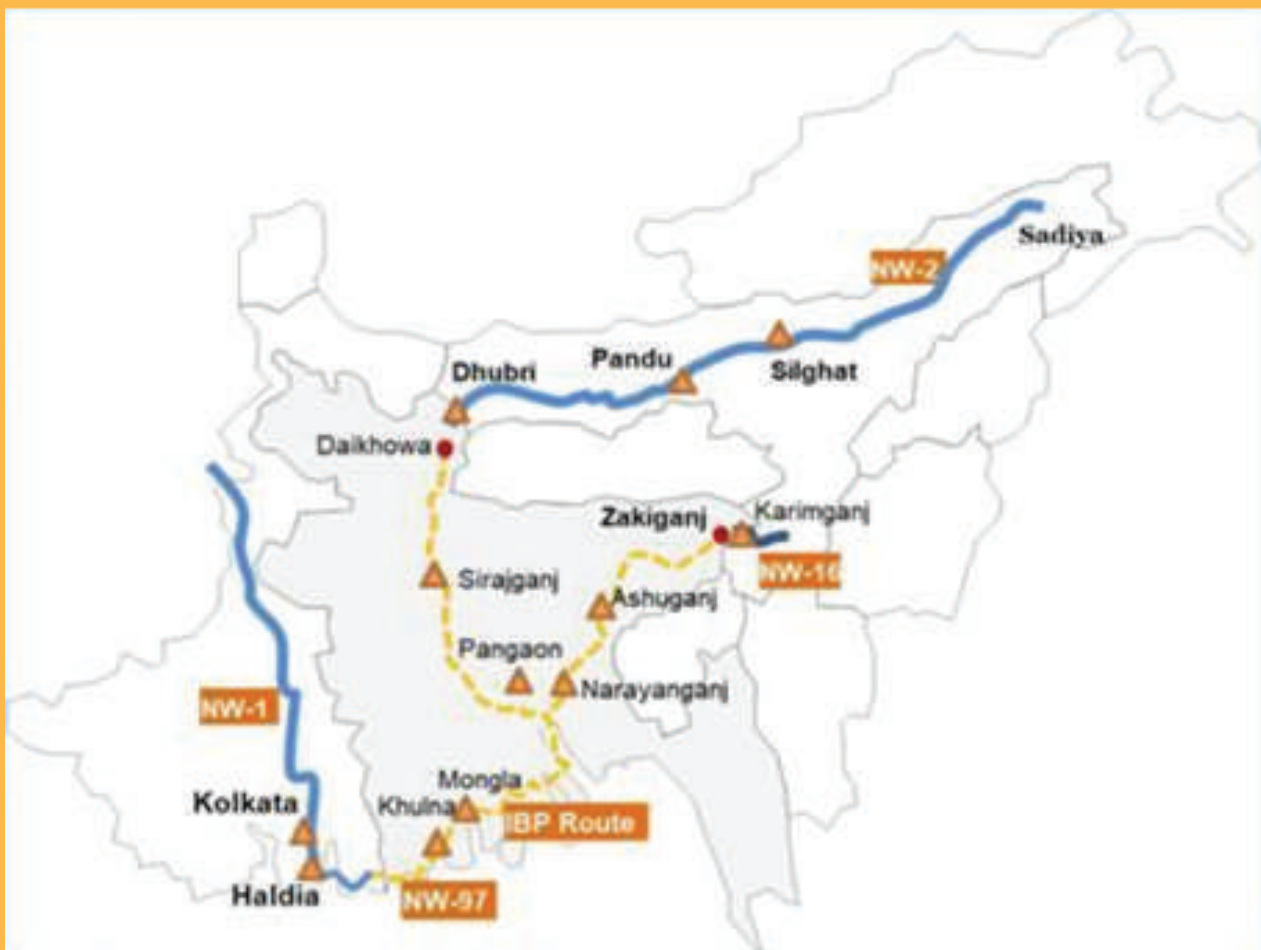 Sadiya
NW-2
Pandu
Silghat
Dhubri
Daikhowa
Zakiganj
Karimganj
NW-16
Sirajganj
Ashuganj
Pangaon
Narayanganj
NW-1
Mongla
Kolkata
Khulna
IBP Route
Haldia
NW-97